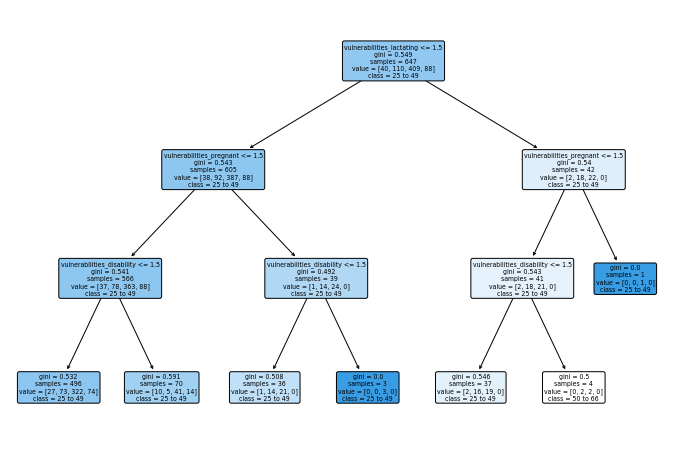 vulnerabilities_lactating <= 1.5
gini = 0.549
samples = 647
value = [40, 110, 409, 88]
class = 25 to 49
vulnerabilities_pregnant <= 1.5
gini = 0.543
samples = 605
value = [38, 92, 387, 88]
class = 25 to 49
vulnerabilities_pregnant <= 1.5
gini = 0.54
samples = 42
value = [2, 18, 22, 0]
class = 25 to 49
vulnerabilities_disability <= 1.5
gini = 0.541
samples = 566
value = [37, 78, 363, 88]
class = 25 to 49
vulnerabilities_disability <= 1.5
gini = 0.492
samples = 39
value = [1, 14, 24, 0]
class = 25 to 49
vulnerabilities_disability <= 1.5
gini = 0.543
samples = 41
value = [2, 18, 21, 0]
class = 25 to 49
gini = 0.0
samples = 1
value = [0, 0, 1, 0]
class = 25 to 49
gini = 0.532
samples = 496
value = [27, 73, 322, 74]
class = 25 to 49
gini = 0.591
samples = 70
value = [10, 5, 41, 14]
class = 25 to 49
gini = 0.508
samples = 36
value = [1, 14, 21, 0]
class = 25 to 49
gini = 0.0
samples = 3
value = [0, 0, 3, 0]
class = 25 to 49
gini = 0.546
samples = 37
value = [2, 16, 19, 0]
class = 25 to 49
gini = 0.5
samples = 4
value = [0, 2, 2, 0]
class = 50 to 66